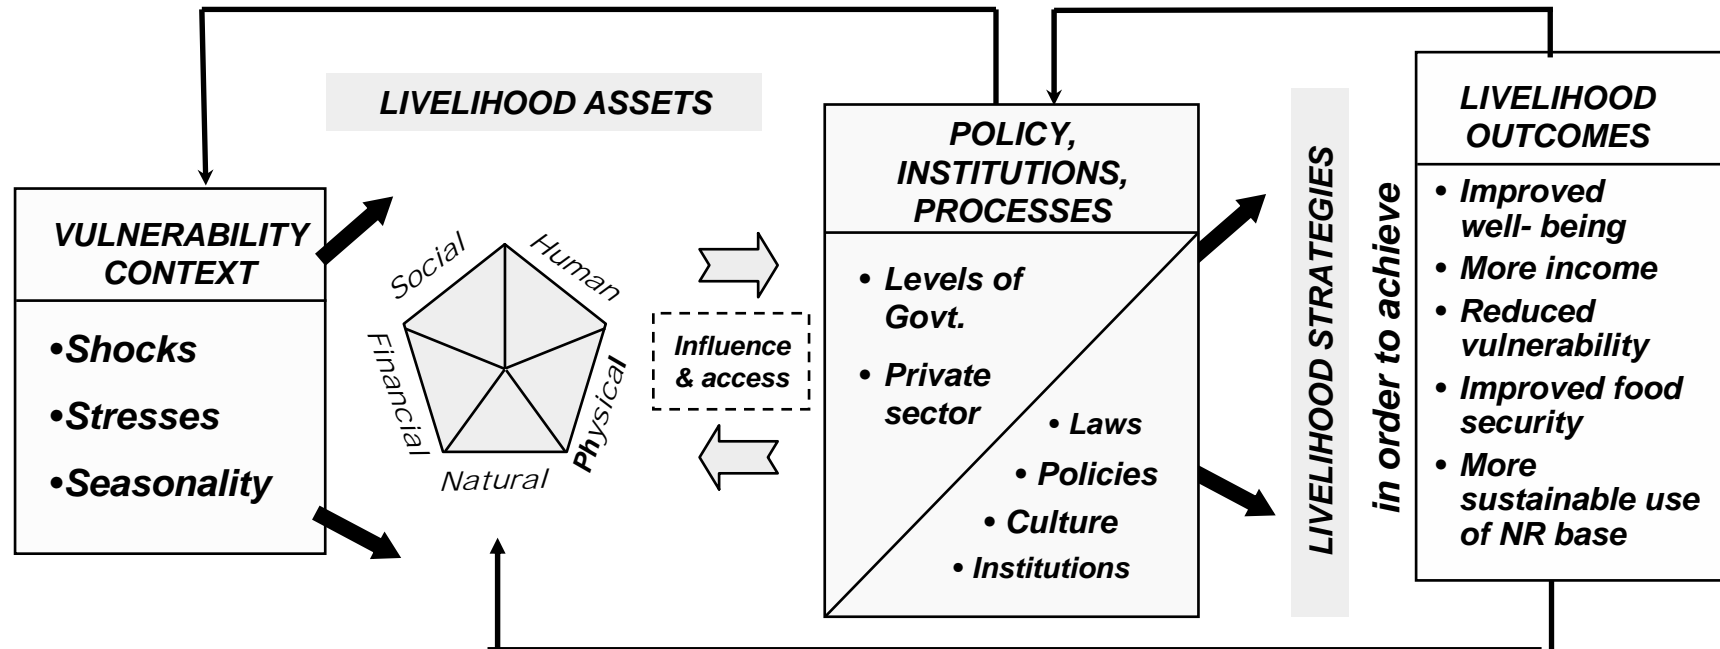 LIVELIHOOD ASSETS
VULNERABILITY
CONTEXT
•Shocks
•Stresses
•Seasonality
Social
Human
Financial
Physical
Natural
Influence
& access
POLICY,
INSTITUTIONS,
PROCESSES
• Levels of
Govt.
• Private
sector
• Laws
• Policies
• Culture
• Institutions
LIVELIHOOD STRATEGIES
in order to achieve
LIVELIHOOD
OUTCOMES
• Improved
well- being
• More income
• Reduced
vulnerability
• Improved food
security
• More
sustainable use
of NR base